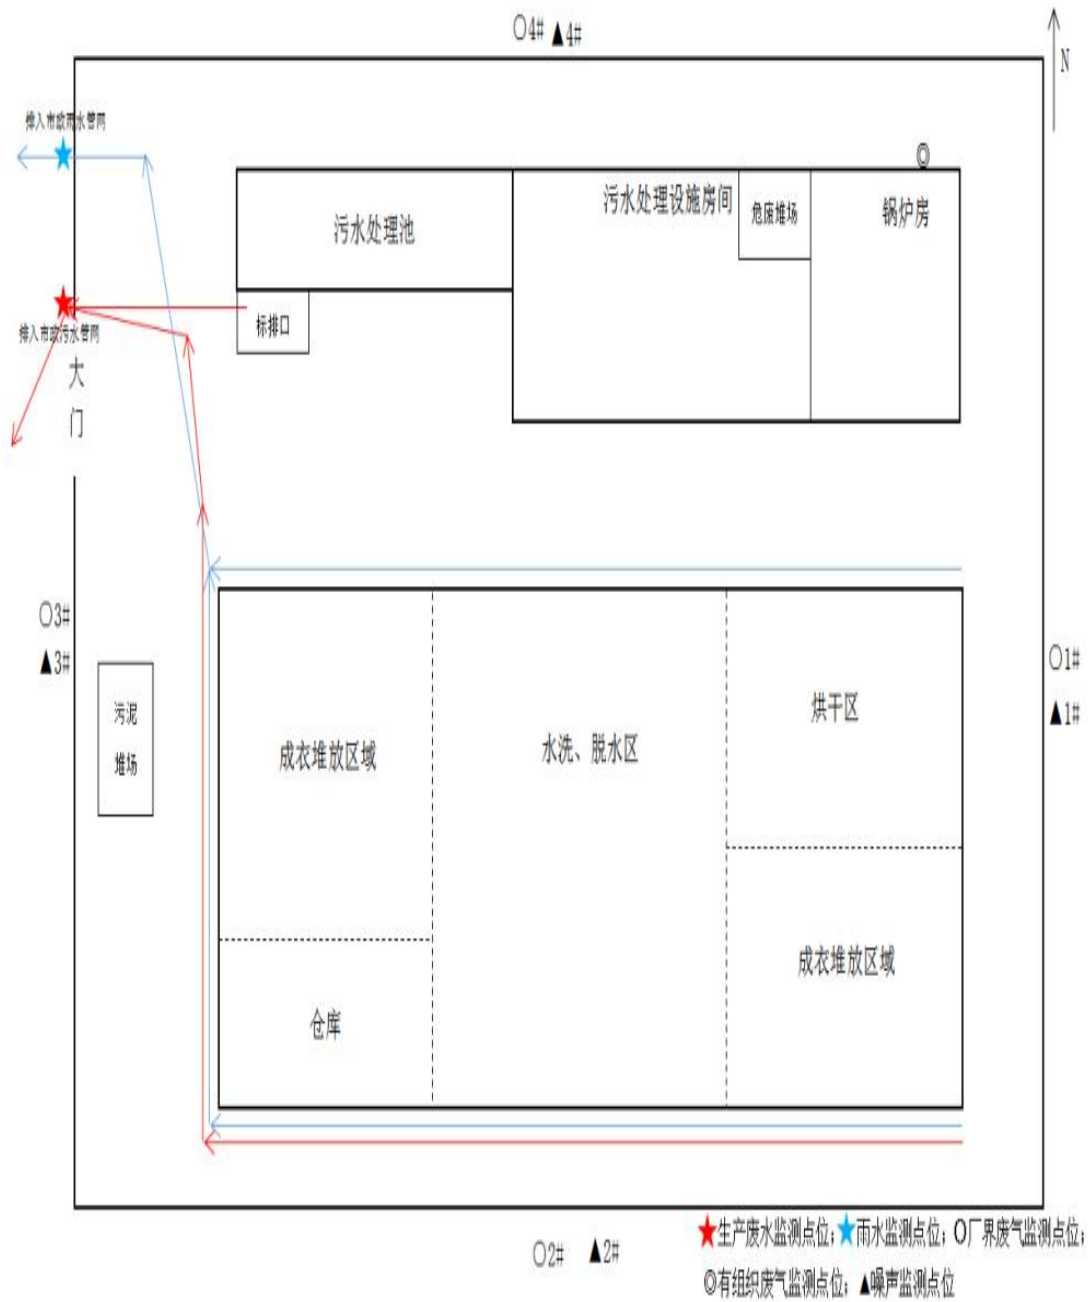 ○4# ▲4#
N
排入市政雨水管网
污水处理池
污水处理设施房间
危废堆场
锅炉房
标排口
排入市政污水管网
大
门
○3#
▲3#
○1#
▲1#
污泥
堆场
成衣堆放区域
水洗、脱水区
烘干区
成衣堆放区域
仓库
○2# ▲2#
★生产废水监测点位;★雨水监测点位;○厂界废气监测点位;
◎有组织废气监测点位;▲噪声监测点位